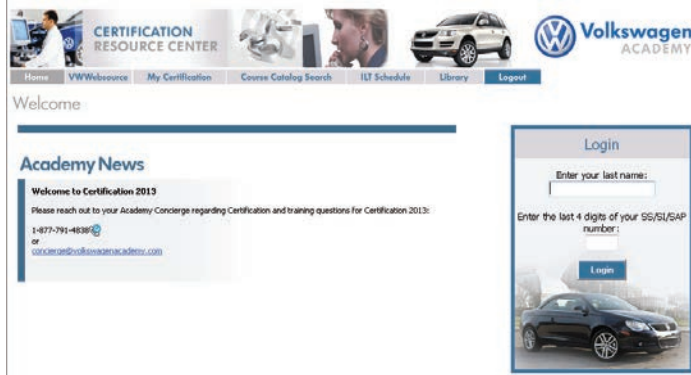 CERTIFICATION
RESOURCE CENTER
Volkswagen
ACADEMY
Home VWWebsource My Certification Course Catalog Search ILT Schedule Library Logout
Welcome
Academy News
Welcome to Certification 2013
Please reach out to your Academy Concierge regarding Certification and training questions for Certification 2013:
1-877-791-4838
or
concierge@volkswagenacademy.com
Login
Enter your last name:
Enter the last 4 digits of your SS/SI/SAP
number:
Login